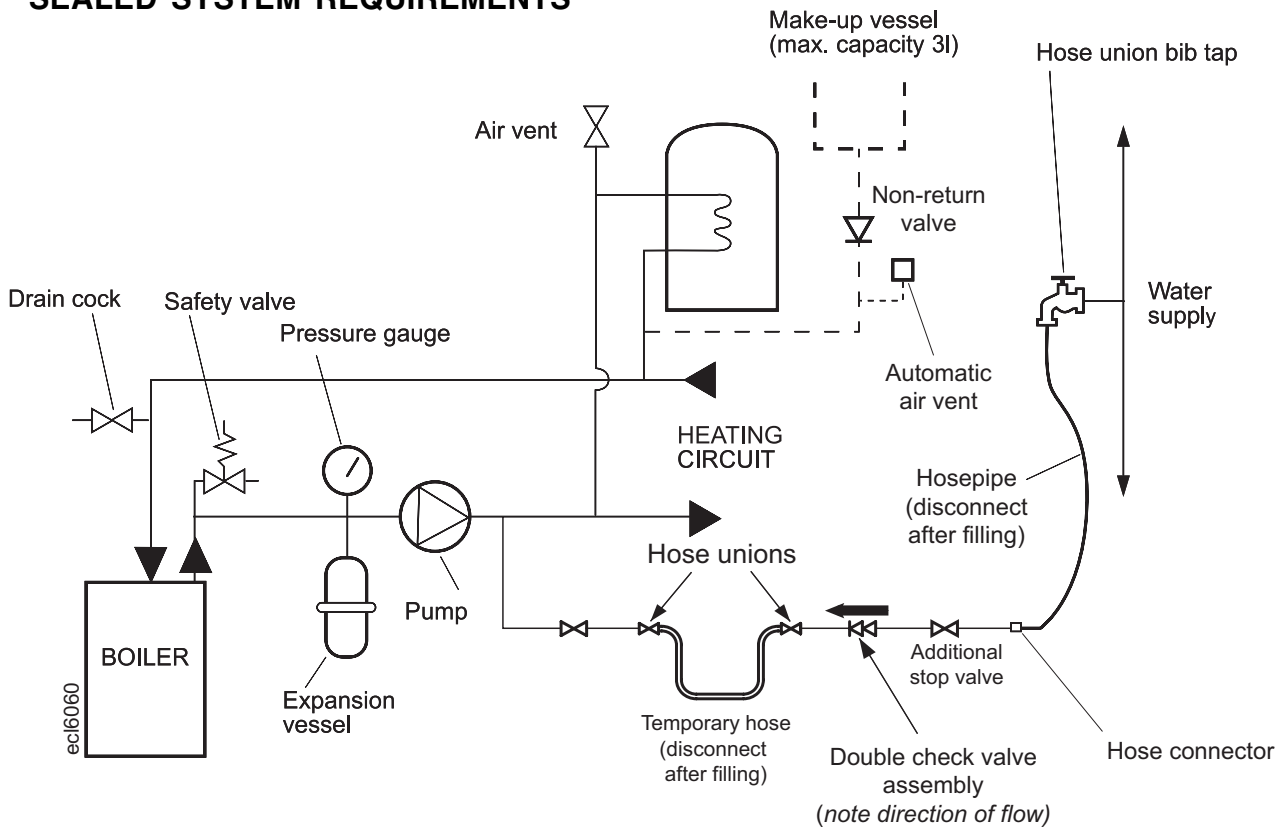 SEALED SYSTEM REQUIREMENTS
Make-up vessel
(max. capacity 3l)
Hose union bib tap
Air vent
Non-return
valve
Drain cock
Safety valve
Pressure gauge
Water
supply
Automatic
air vent
HEATING
CIRCUIT
Hosepipe
(disconnect
after filling)
Hose unions
Pump
BOILER
Additional
stop valve
Expansion
vessel
ecl6060
Temporary hose
(disconnect
after filling)
Double check valve
assembly
(note direction of flow)
Hose connector